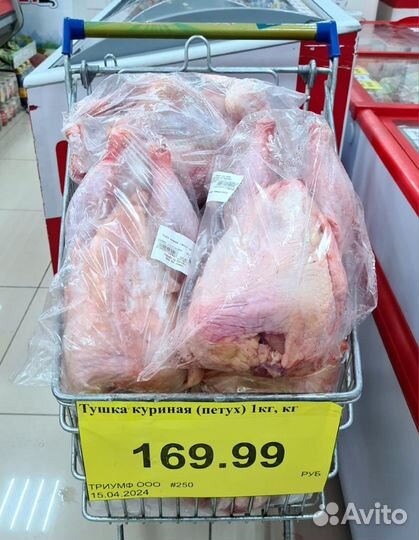 Тушка куриная (петух) 1кг, кг
169.99
РУБ
ТРИУМФ ООО #250
15.04.2024
Avito